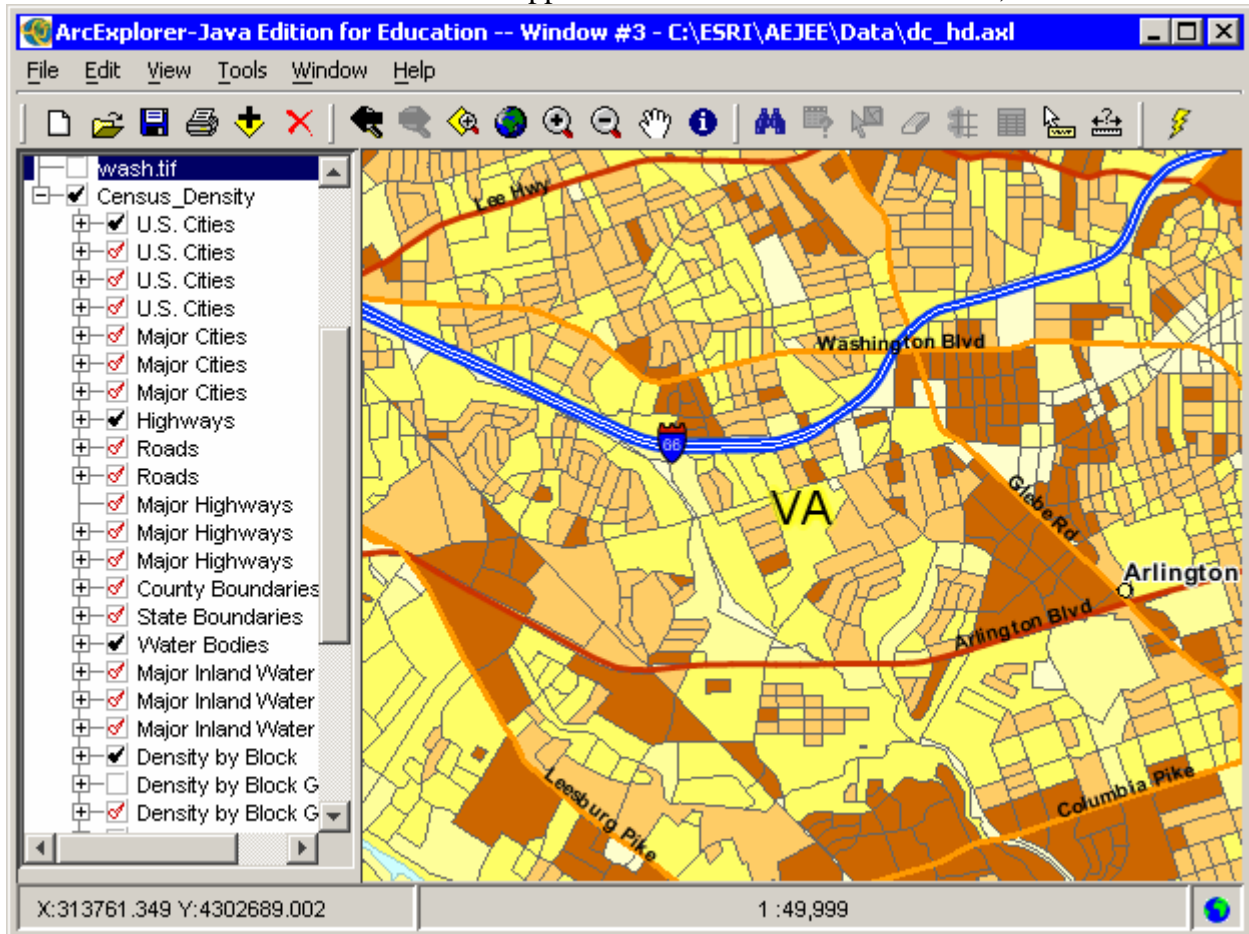 ArcExplorer-Java Edition for Education -- Window #3 - C:\ESRI\AEJEE\Data\dc_hd.axl
File Edit View Tools Window Help
wash.tif
Census_Density
U.S. Cities
U.S. Cities
U.S. Cities
U.S. Cities
Major Cities
Major Cities
Major Cities
Highways
Roads
Roads
Major Highways
Major Highways
Major Highways
County Boundaries
State Boundaries
Water Bodies
Major Inland Water
Major Inland Water
Major Inland Water
Density by Block
Density by Block G
Density by Block G
Lee Hwy
Washington Blvd
66
VA
Glebe Rd
Arlington
Arlington Blvd
Leesburg Pike
Columbia Pike
X:313761.349 Y:4302689.002
1 :49,999